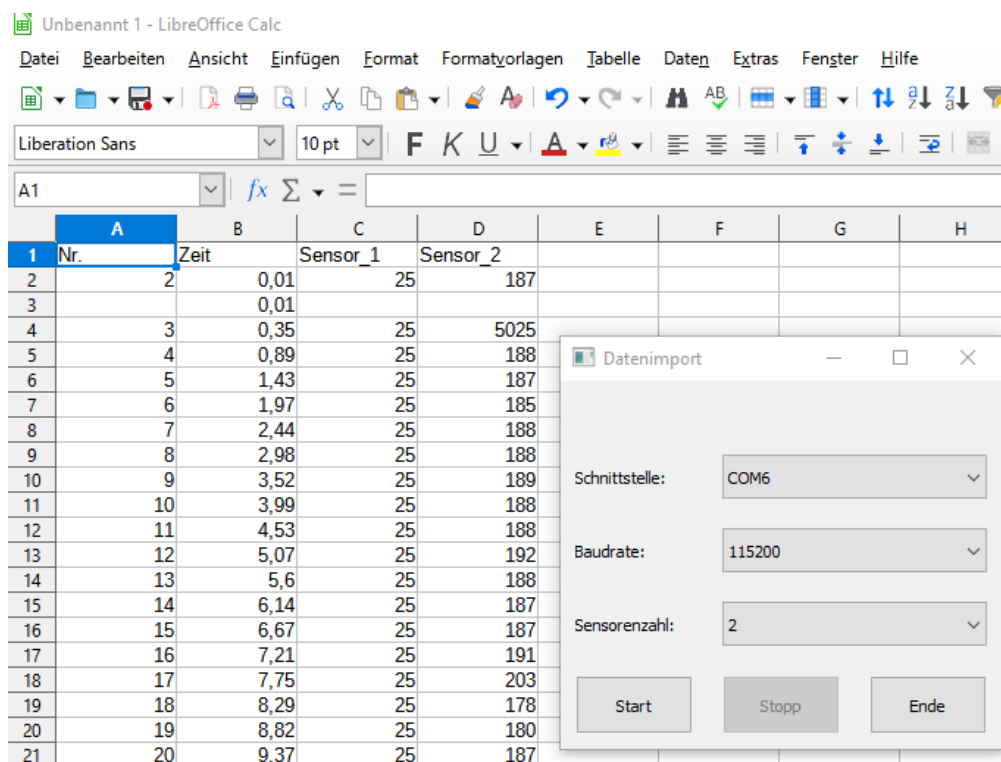 Unbenannt 1 - LibreOffice Calc
Datei Bearbeiten Ansicht Einfügen Format Formatvorlagen Tabelle Daten Extras Fenster Hilfe
Liberation Sans 10 pt F K U A
A1 fx Σ =
A B C D E F G H
1 Nr. Zeit Sensor_1 Sensor_2
2 2 0,01 25 187
3 0,01
4 3 0,35 25 5025
5 4 0,89 25 188
6 5 1,43 25 187
7 6 1,97 25 185
8 7 2,44 25 188
9 8 2,98 25 188
10 9 3,52 25 189
11 10 3,99 25 188
12 11 4,53 25 188
13 12 5,07 25 192
14 13 5,6 25 188
15 14 6,14 25 187
16 15 6,67 25 187
17 16 7,21 25 191
18 17 7,75 25 203
19 18 8,29 25 178
20 19 8,82 25 180
21 20 9,37 25 187
Datenimport
Schnittstelle: COM6
Baudrate: 115200
Sensorenzahl: 2
Start Stopp Ende